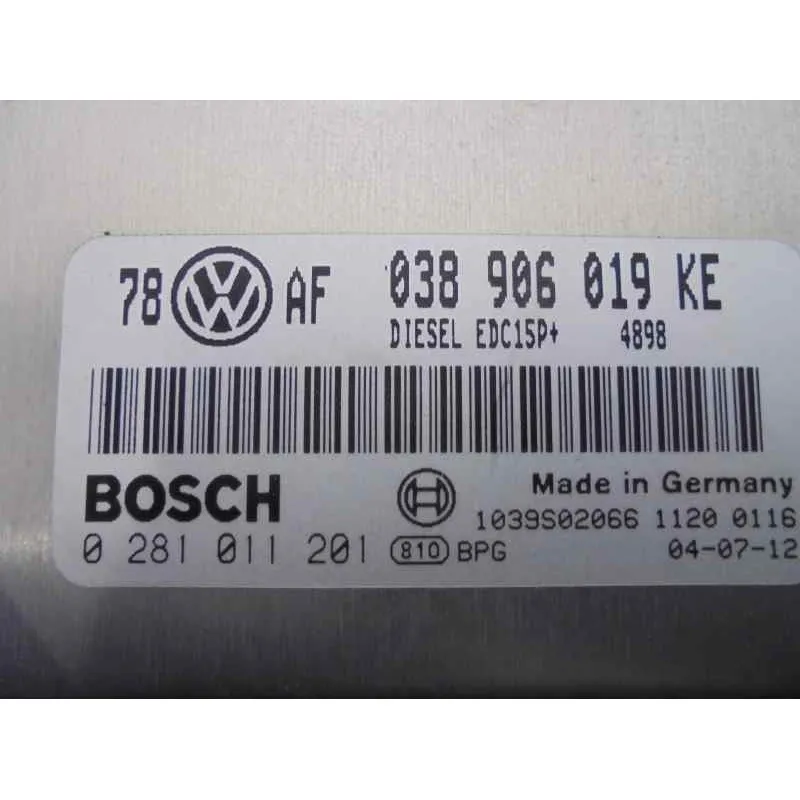 78 VW AF 038 906 019 KE
DIESEL EDC15P+ 4898
BOSCH Made in Germany
1039S02066 1120 0116
0 281 011 201 810 BPG 04-07-12